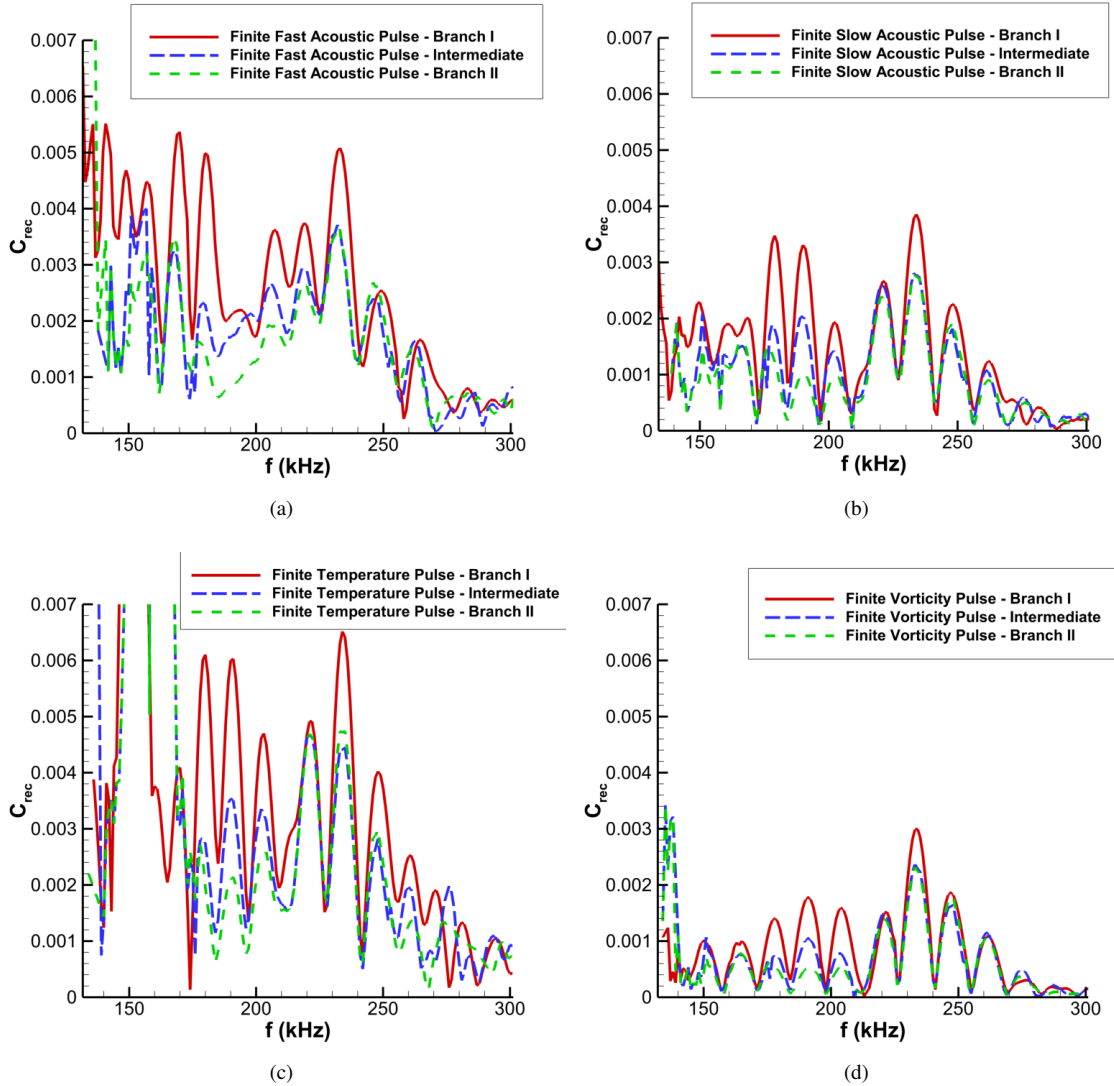 Finite Fast Acoustic Pulse - Branch I
Finite Fast Acoustic Pulse - Intermediate
Finite Fast Acoustic Pulse - Branch II
0.007
0.006
0.005
0.004
0.003
0.002
0.001
0
C_rec
150
200
250
300
f (kHz)
(a)
Finite Slow Acoustic Pulse - Branch I
Finite Slow Acoustic Pulse - Intermediate
Finite Slow Acoustic Pulse - Branch II
0.007
0.006
0.005
0.004
0.003
0.002
0.001
0
C_rec
150
200
250
300
f (kHz)
(b)
Finite Temperature Pulse - Branch I
Finite Temperature Pulse - Intermediate
Finite Temperature Pulse - Branch II
0.007
0.006
0.005
0.004
0.003
0.002
0.001
0
C_rec
150
200
250
300
f (kHz)
(c)
Finite Vorticity Pulse - Branch I
Finite Vorticity Pulse - Intermediate
Finite Vorticity Pulse - Branch II
0.007
0.006
0.005
0.004
0.003
0.002
0.001
0
C_rec
150
200
250
300
f (kHz)
(d)